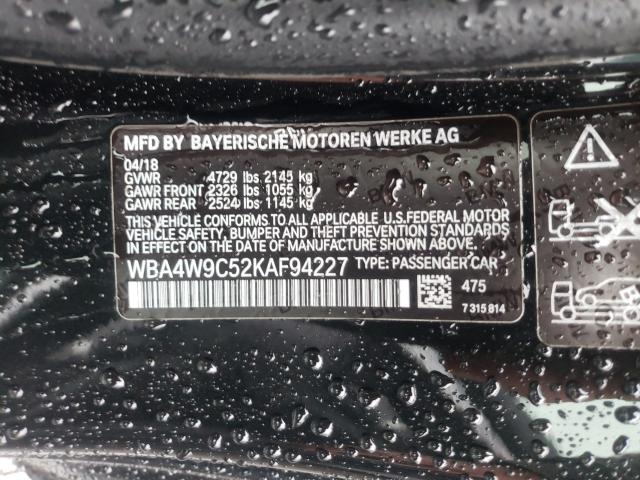 MFD BY BAYERISCHE MOTOREN WERKE AG
04/18
GVWR 4729 lbs 2145 kg
GAWR FRONT 2326 lbs 1055 kg
GAWR REAR 2524 lbs 1145 kg
THIS VEHICLE CONFORMS TO ALL APPLICABLE U.S. FEDERAL MOTOR
VEHICLE SAFETY, BUMPER AND THEFT PREVENTION STANDARDS
IN EFFECT ON THE DATE OF MANUFACTURE SHOWN ABOVE.
WBA4W9C52KAF94227 TYPE: PASSENGER CAR
475
7 315 814